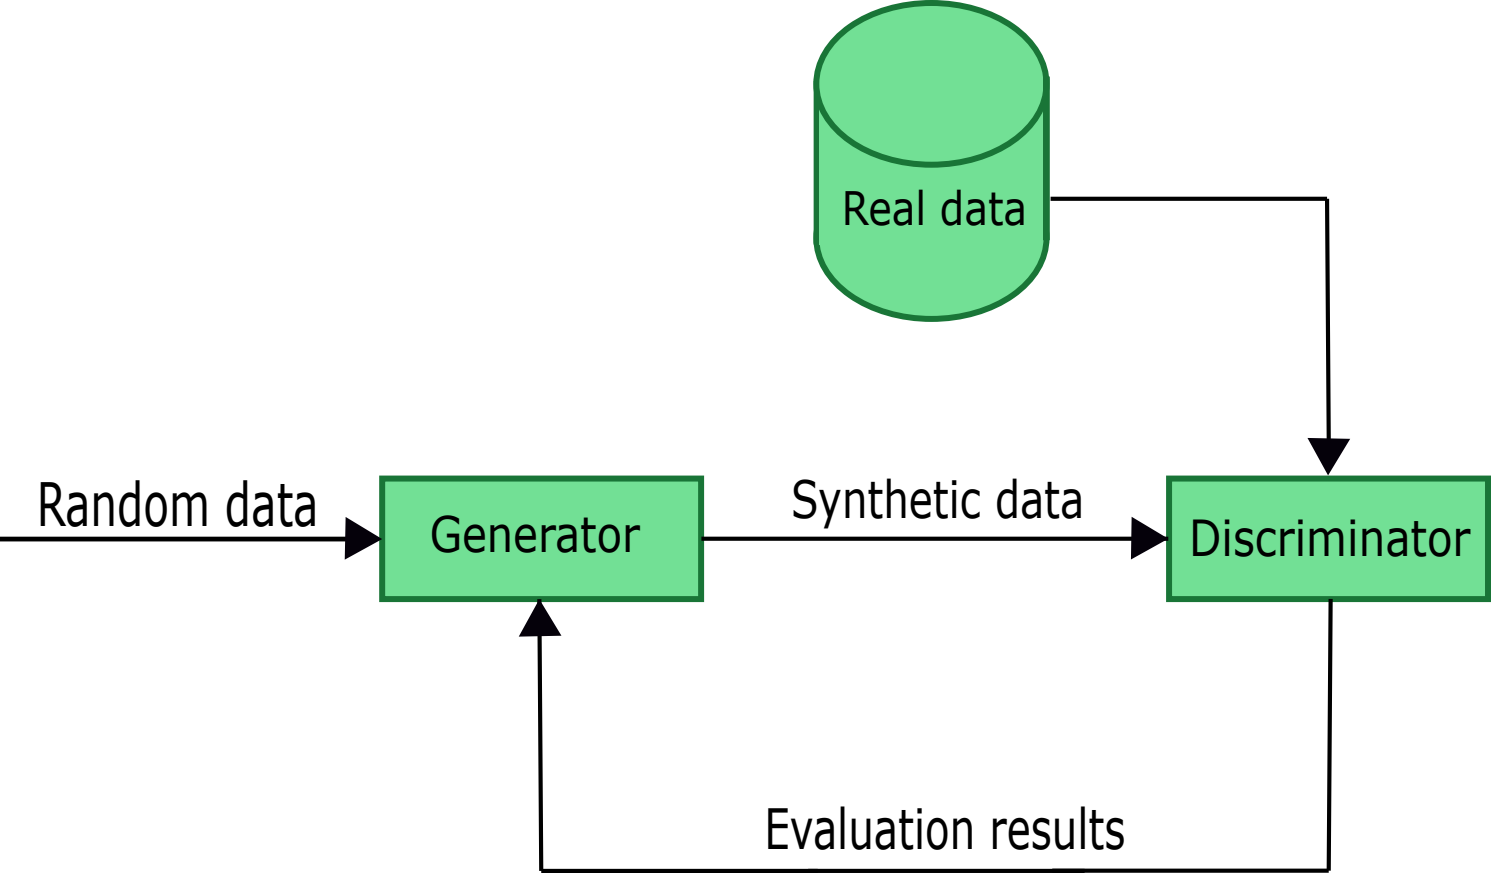 Real data
Random data
Generator
Synthetic data
Discriminator
Evaluation results